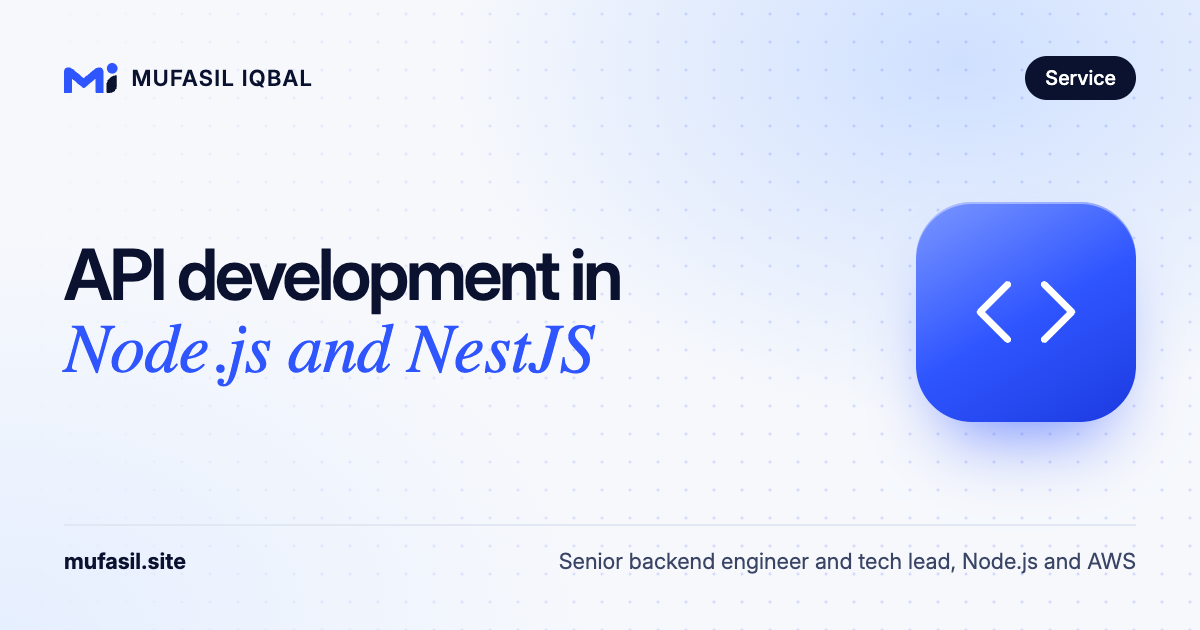 MUFASIL IQBAL
Service
API development in
Node.js and NestJS
mufasil.site
Senior backend engineer and tech lead, Node.js and AWS